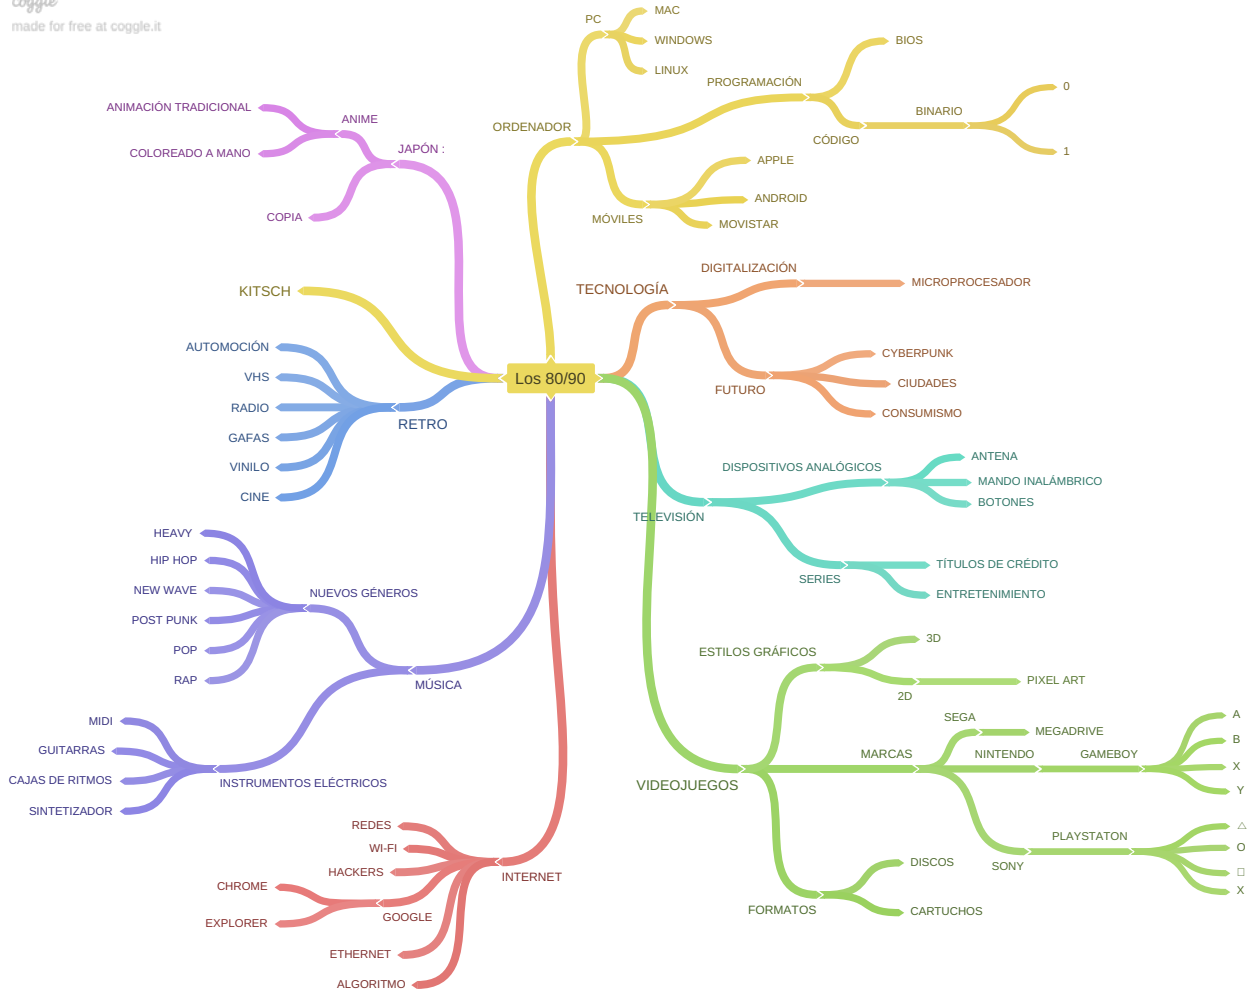 coggle
made for free at coggle.it
Los 80/90
ORDENADOR
PC
MAC
WINDOWS
LINUX
PROGRAMACIÓN
BIOS
CÓDIGO
BINARIO
0
1
MÓVILES
APPLE
ANDROID
MOVISTAR
TECNOLOGÍA
DIGITALIZACIÓN
MICROPROCESADOR
FUTURO
CYBERPUNK
CIUDADES
CONSUMISMO
TELEVISIÓN
DISPOSITIVOS ANALÓGICOS
ANTENA
MANDO INALÁMBRICO
BOTONES
SERIES
TÍTULOS DE CRÉDITO
ENTRETENIMIENTO
VIDEOJUEGOS
ESTILOS GRÁFICOS
3D
2D
PIXEL ART
MARCAS
SEGA
MEGADRIVE
NINTENDO
GAMEBOY
A
B
X
Y
SONY
PLAYSTATON
△
O
□
X
FORMATOS
DISCOS
CARTUCHOS
JAPÓN :
ANIME
ANIMACIÓN TRADICIONAL
COLOREADO A MANO
COPIA
KITSCH
RETRO
AUTOMOCIÓN
VHS
RADIO
GAFAS
VINILO
CINE
MÚSICA
NUEVOS GÉNEROS
HEAVY
HIP HOP
NEW WAVE
POST PUNK
POP
RAP
INSTRUMENTOS ELÉCTRICOS
MIDI
GUITARRAS
CAJAS DE RITMOS
SINTETIZADOR
INTERNET
REDES
WI-FI
HACKERS
GOOGLE
CHROME
EXPLORER
ETHERNET
ALGORITMO